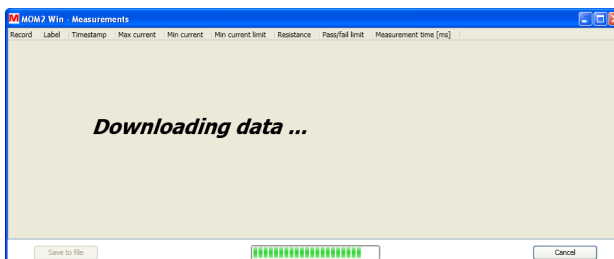 M MOM2 Win - Measurements
Record Label Timestamp Max current Min current Min current limit Resistance Pass/fail limit Measurement time [ms]
Downloading data ...
Save to file Cancel